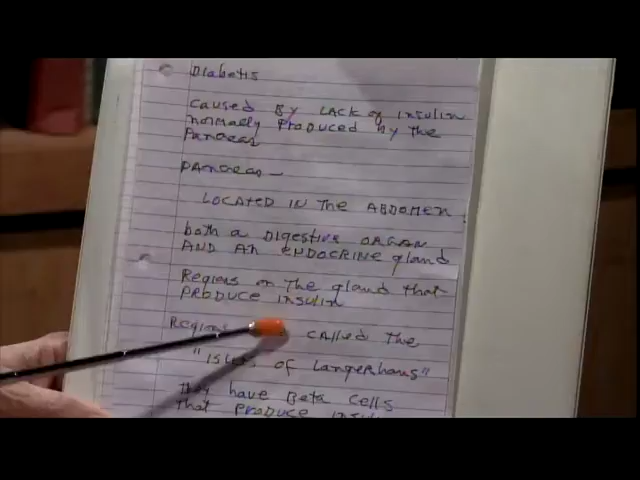 Diabetis
caused By Lack of insulin
normally produced by the
pancreas
pancreas -
LOCATED IN The ABDOMEN.
both a DIGESTIVE ORGAN
AND AN ENDOCRINE gland
Regions on The gland that
PRODUCE insulin
Regions called The
"Islets of Langerhans"
They have Beta Cells
that produce